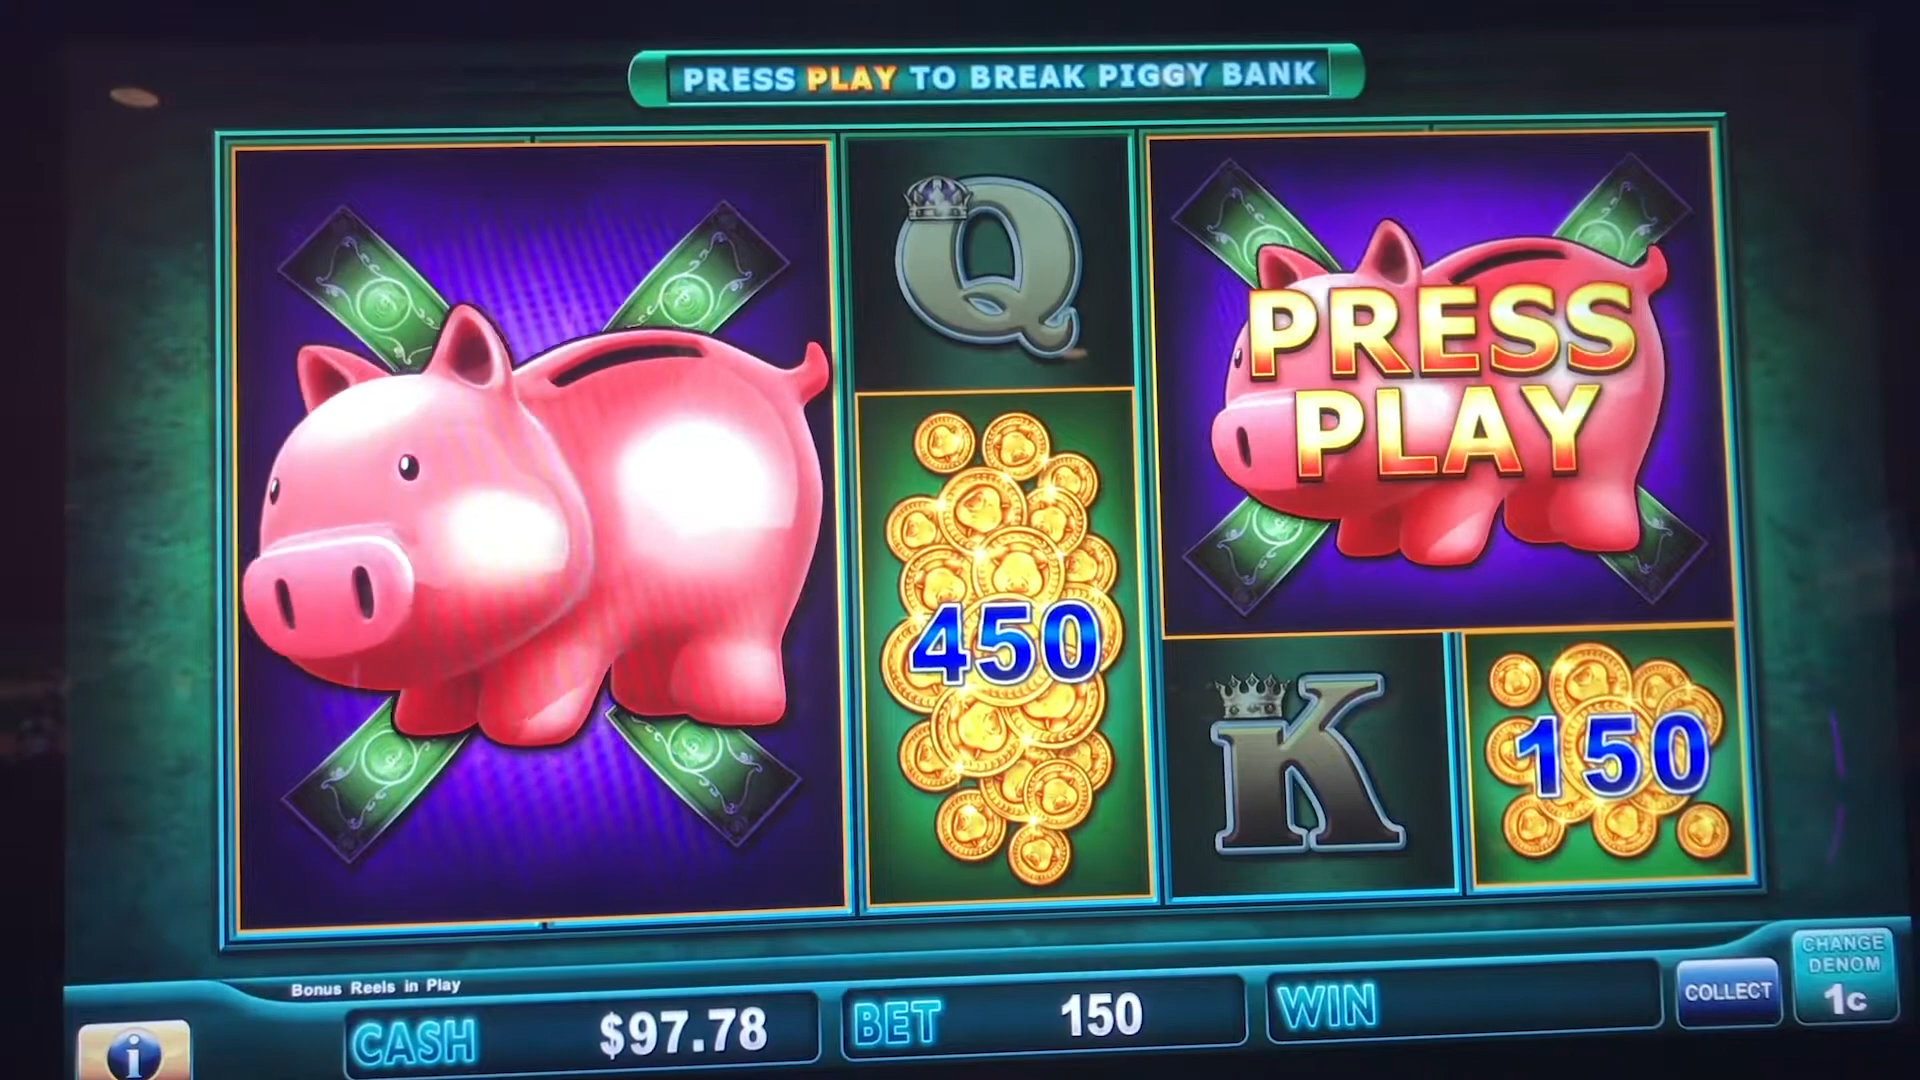 PRESS PLAY TO BREAK PIGGY BANK
Q
PRESS
PLAY
450
K
150
Bonus Reels in Play
CASH $97.78
BET 150
WIN
COLLECT
CHANGE
DENOM
1c
i